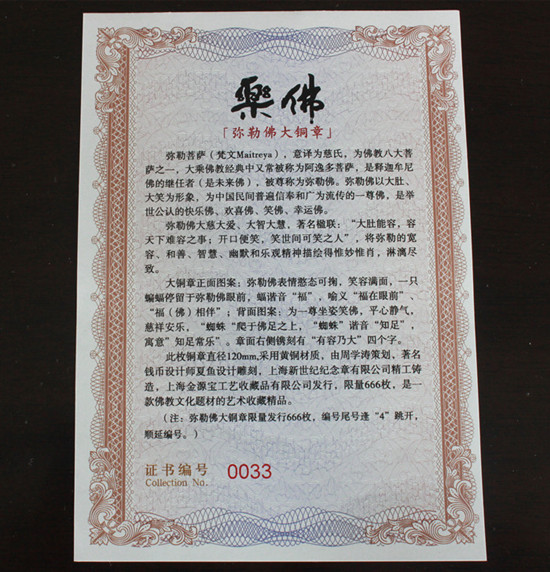 樂佛
「弥勒佛大铜章」
弥勒菩萨（梵文Maitreya），意译为慈氏，为佛教八大菩
萨之一，大乘佛教经典中又常被称为阿逸多菩萨，是释迦牟尼
佛的继任者（是未来佛），被尊称为弥勒佛。弥勒佛以大肚、
大笑为形象，为中国民间普遍信奉和广为流传的一尊佛，是举
世公认的快乐佛、欢喜佛、笑佛、幸运佛。
弥勒佛大慈大爱、大智大慧，著名楹联：“大肚能容，容
天下难容之事；开口便笑，笑世间可笑之人”，将弥勒的宽
容、和善、智慧、幽默和乐观精神描绘得惟妙惟肖，淋漓尽
致。
大铜章正面图案：弥勒佛表情憨态可掬，笑容满面，一只
蝙蝠停留于弥勒佛眼前，蝠谐音“福”，喻义“福在眼前”、
“福（佛）相伴”；背面图案：为一尊坐姿笑佛，平心静气，
慈祥安乐，“蜘蛛”爬于佛足之上，“蜘蛛”谐音“知足”，
寓意“知足常乐”。章面右侧镌刻有“有容乃大”四个字。
此枚铜章直径120mm,采用黄铜材质，由周学涛策划，著名
钱币设计师夏鱼设计雕刻，上海新世纪纪念章有限公司精工铸
造，上海金源宝工艺收藏品有限公司发行，限量666枚，是一
款佛教文化题材的艺术收藏精品。
（注：弥勒佛大铜章限量发行666枚，编号尾号逢“4”跳开，
顺延编号。）
证书编号 0033
Collection No.